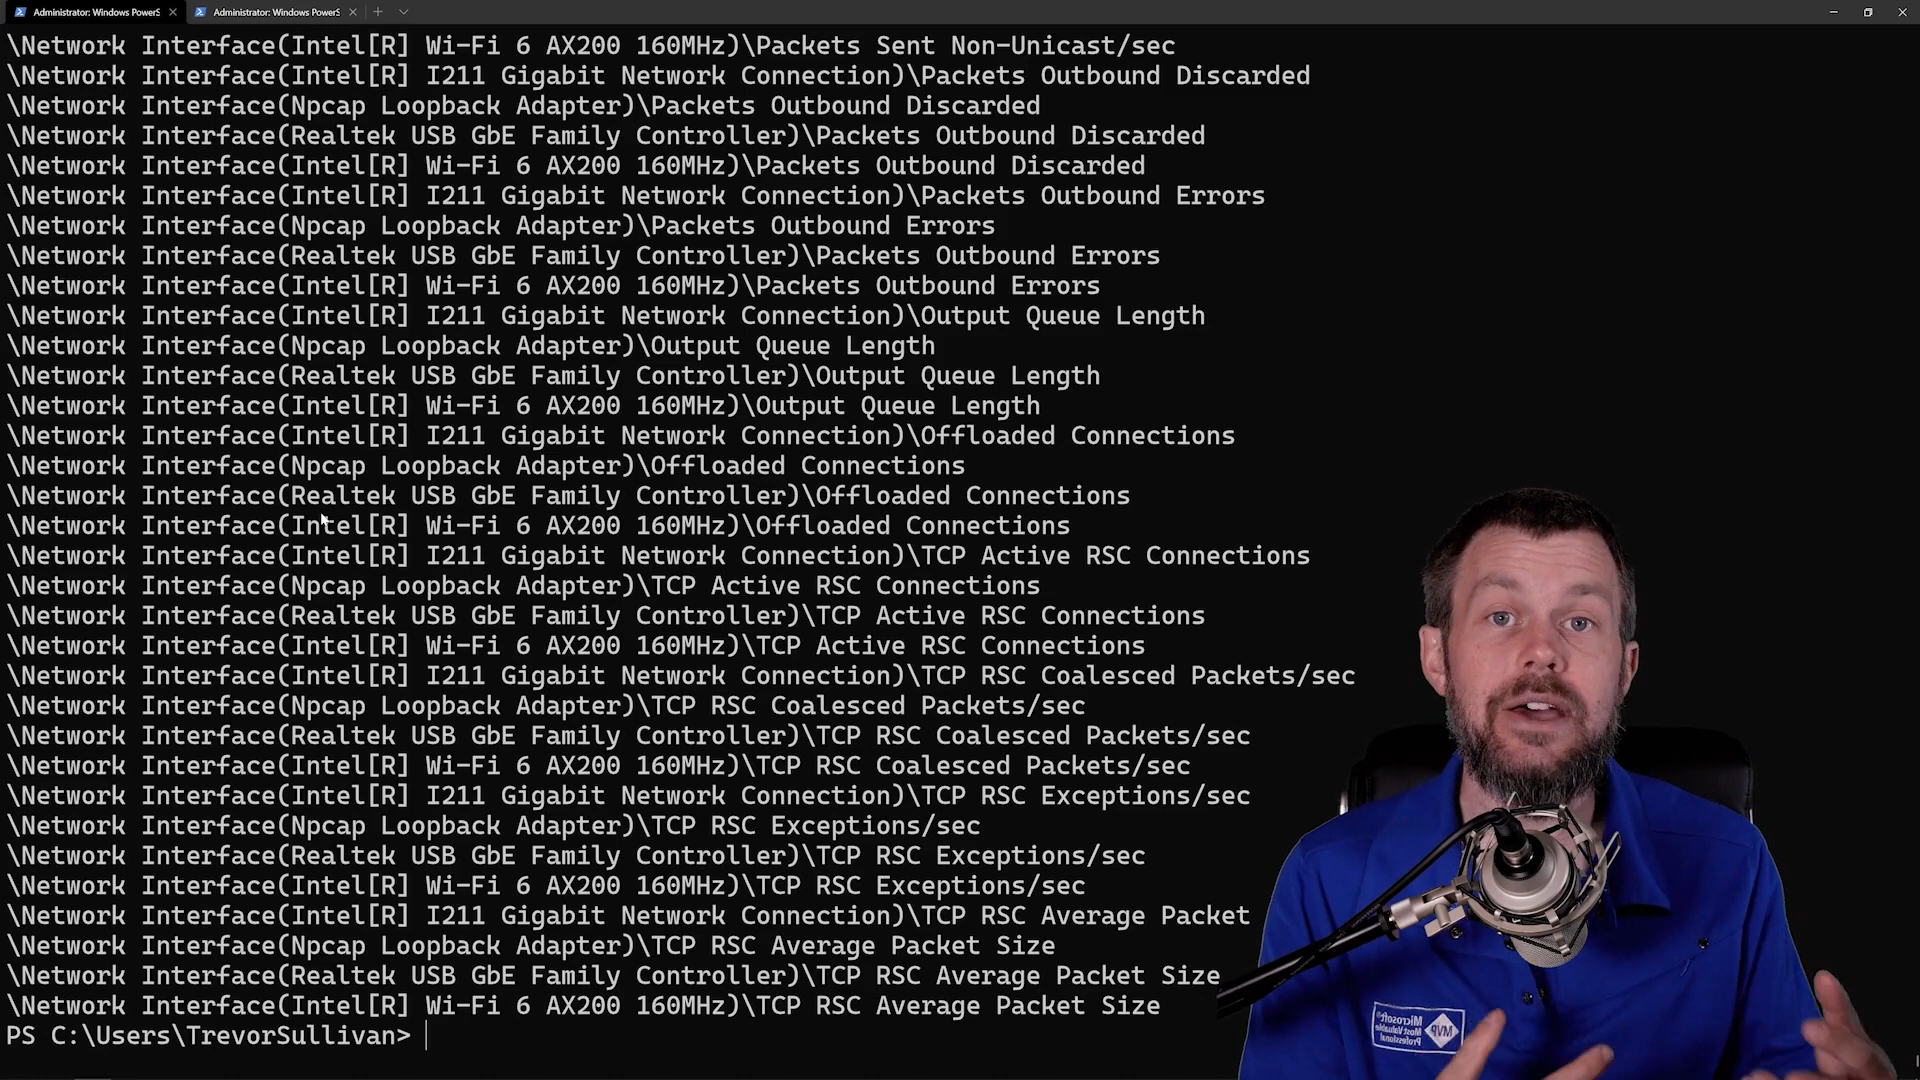 Administrator: Windows PowerS
Administrator: Windows PowerS
\Network Interface(Intel[R] Wi-Fi 6 AX200 160MHz)\Packets Sent Non-Unicast/sec
\Network Interface(Intel[R] I211 Gigabit Network Connection)\Packets Outbound Discarded
\Network Interface(Npcap Loopback Adapter)\Packets Outbound Discarded
\Network Interface(Realtek USB GbE Family Controller)\Packets Outbound Discarded
\Network Interface(Intel[R] Wi-Fi 6 AX200 160MHz)\Packets Outbound Discarded
\Network Interface(Intel[R] I211 Gigabit Network Connection)\Packets Outbound Errors
\Network Interface(Npcap Loopback Adapter)\Packets Outbound Errors
\Network Interface(Realtek USB GbE Family Controller)\Packets Outbound Errors
\Network Interface(Intel[R] Wi-Fi 6 AX200 160MHz)\Packets Outbound Errors
\Network Interface(Intel[R] I211 Gigabit Network Connection)\Output Queue Length
\Network Interface(Npcap Loopback Adapter)\Output Queue Length
\Network Interface(Realtek USB GbE Family Controller)\Output Queue Length
\Network Interface(Intel[R] Wi-Fi 6 AX200 160MHz)\Output Queue Length
\Network Interface(Intel[R] I211 Gigabit Network Connection)\Offloaded Connections
\Network Interface(Npcap Loopback Adapter)\Offloaded Connections
\Network Interface(Realtek USB GbE Family Controller)\Offloaded Connections
\Network Interface(Intel[R] Wi-Fi 6 AX200 160MHz)\Offloaded Connections
\Network Interface(Intel[R] I211 Gigabit Network Connection)\TCP Active RSC Connections
\Network Interface(Npcap Loopback Adapter)\TCP Active RSC Connections
\Network Interface(Realtek USB GbE Family Controller)\TCP Active RSC Connections
\Network Interface(Intel[R] Wi-Fi 6 AX200 160MHz)\TCP Active RSC Connections
\Network Interface(Intel[R] I211 Gigabit Network Connection)\TCP RSC Coalesced Packets/sec
\Network Interface(Npcap Loopback Adapter)\TCP RSC Coalesced Packets/sec
\Network Interface(Realtek USB GbE Family Controller)\TCP RSC Coalesced Packets/sec
\Network Interface(Intel[R] Wi-Fi 6 AX200 160MHz)\TCP RSC Coalesced Packets/sec
\Network Interface(Intel[R] I211 Gigabit Network Connection)\TCP RSC Exceptions/sec
\Network Interface(Npcap Loopback Adapter)\TCP RSC Exceptions/sec
\Network Interface(Realtek USB GbE Family Controller)\TCP RSC Exceptions/sec
\Network Interface(Intel[R] Wi-Fi 6 AX200 160MHz)\TCP RSC Exceptions/sec
\Network Interface(Intel[R] I211 Gigabit Network Connection)\TCP RSC Average Packet
\Network Interface(Npcap Loopback Adapter)\TCP RSC Average Packet Size
\Network Interface(Realtek USB GbE Family Controller)\TCP RSC Average Packet Size
\Network Interface(Intel[R] Wi-Fi 6 AX200 160MHz)\TCP RSC Average Packet Size
PS C:\Users\TrevorSullivan>
Microsoft®
Most Valuable
Professional
MVP